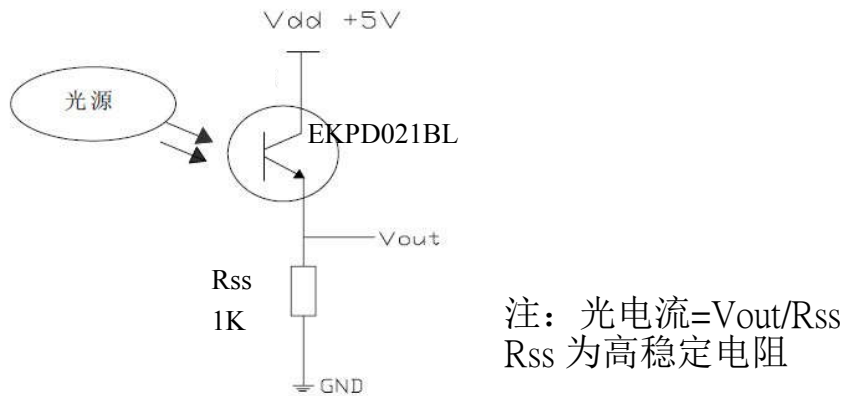 Vdd +5V
光源
EKPD021BL
Vout
Rss
1K
注：光电流=Vout/Rss
Rss 为高稳定电阻
GND